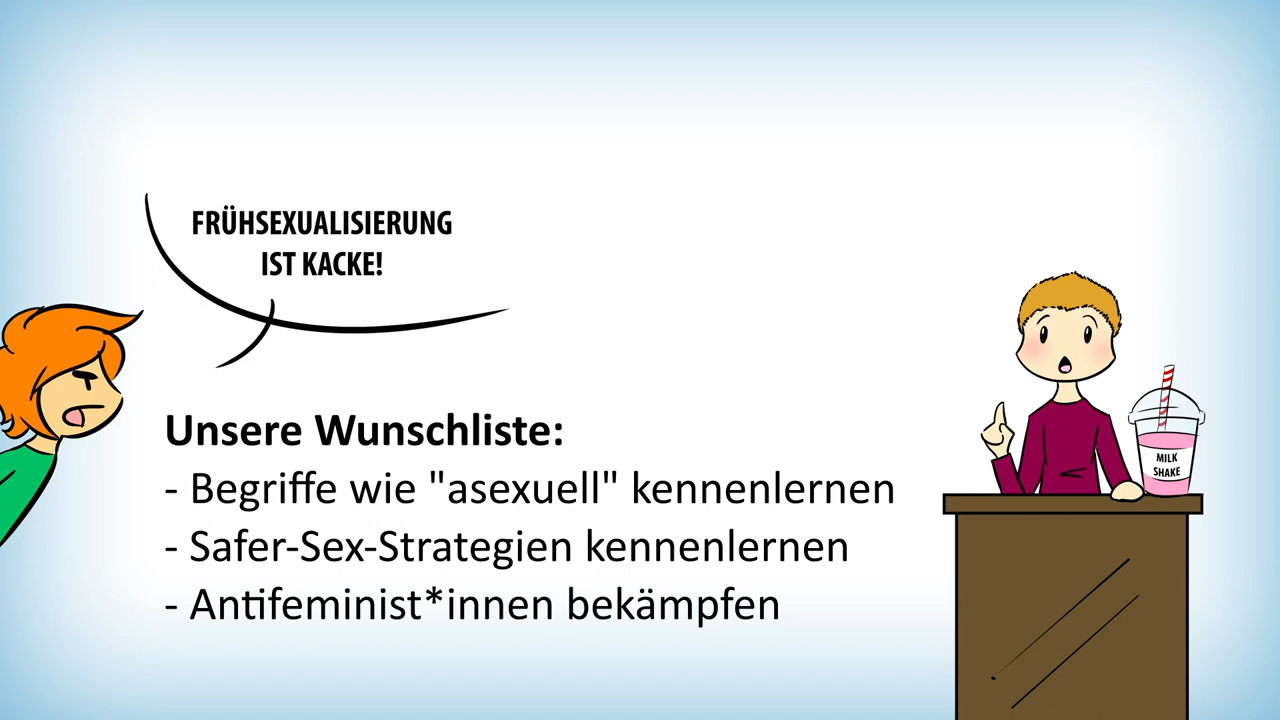 FRÜHSEXUALISIERUNG
IST KACKE!
Unsere Wunschliste:
- Begriffe wie "asexuell" kennenlernen
- Safer-Sex-Strategien kennenlernen
- Antifeminist*innen bekämpfen
MILK
SHAKE